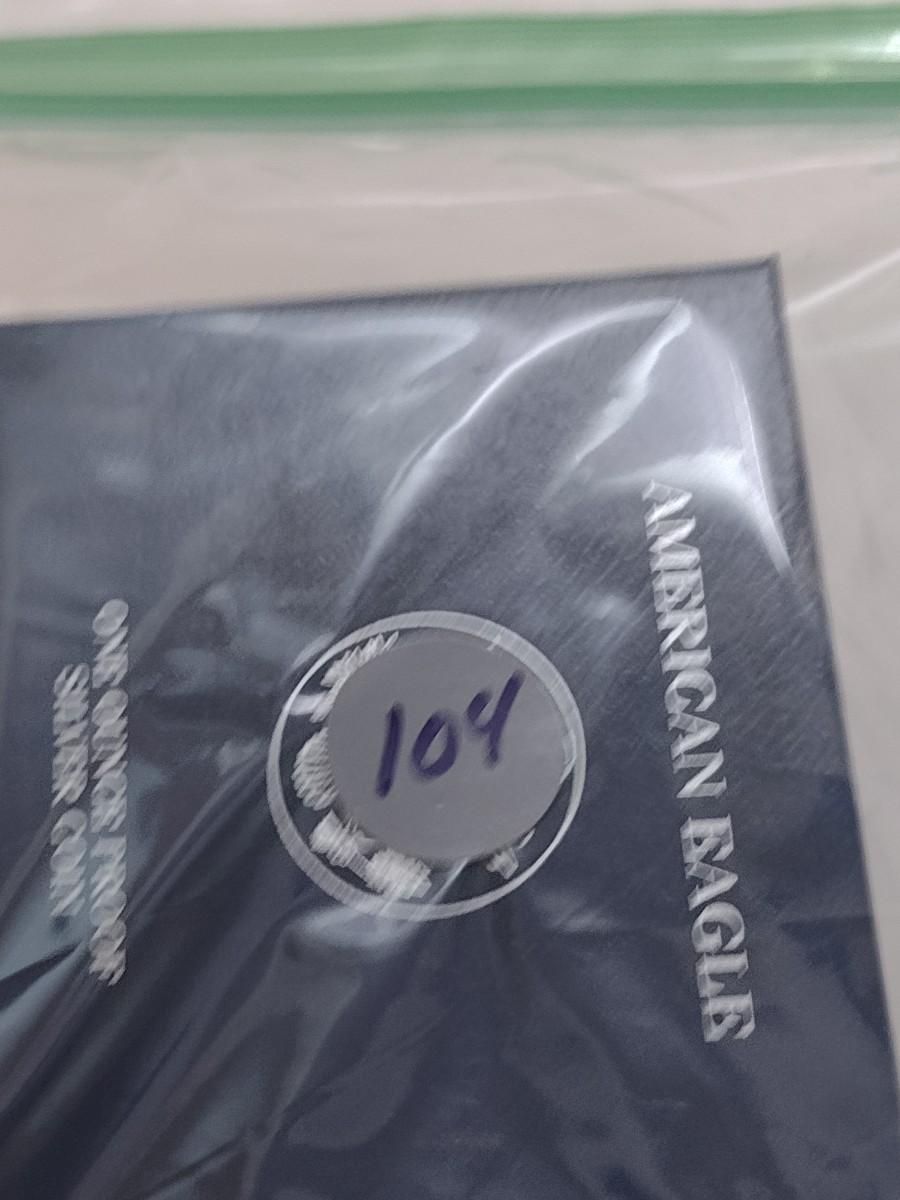 AMERICAN EAGLE
104
ONE OUNCE PROOF
SILVER COIN